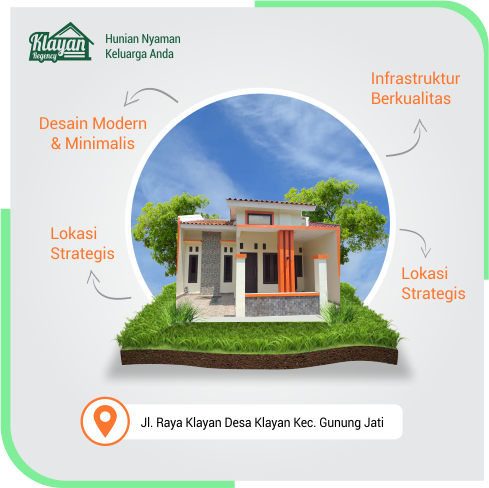 Klayan
Regency
Hunian Nyaman
Keluarga Anda
Infrastruktur
Berkualitas
Desain Modern
& Minimalis
Lokasi
Strategis
Lokasi
Strategis
Jl. Raya Klayan Desa Klayan Kec. Gunung Jati